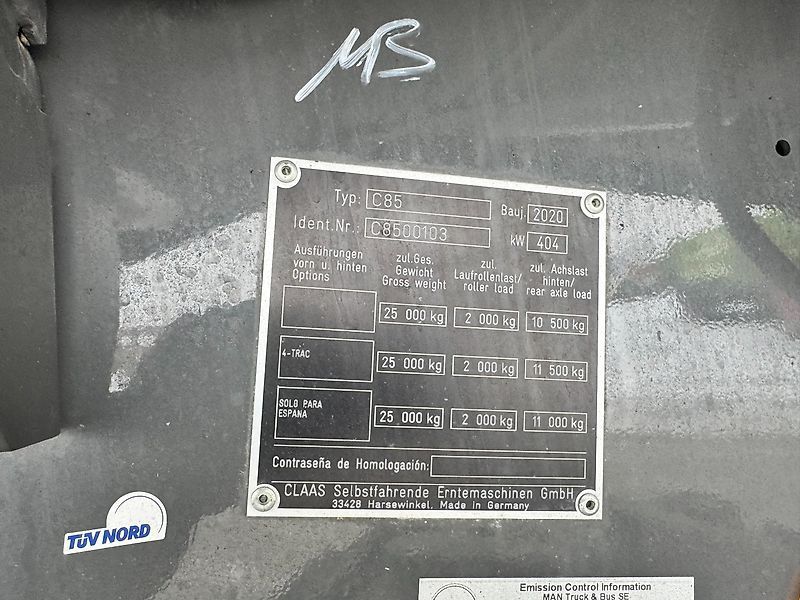 MB
Typ: C85 Bauj. 2020
Ident.Nr.: C8500103 kW 404
Ausführungen
vorn u. hinten
Options
zul.Ges.
Gewicht
Gross weight
zul.
Laufrollenlast/
roller load
zul. Achslast
hinten/
rear axle load
25 000 kg 2 000 kg 10 500 kg
4-TRAC 25 000 kg 2 000 kg 11 500 kg
SOLO PARA
ESPANA
25 000 kg 2 000 kg 11 000 kg
Contraseña de Homologación:
CLAAS Selbstfahrende Erntemaschinen GmbH
33428 Harsewinkel, Made in Germany
TÜV NORD
Emission Control Information
MAN Truck & Bus SE